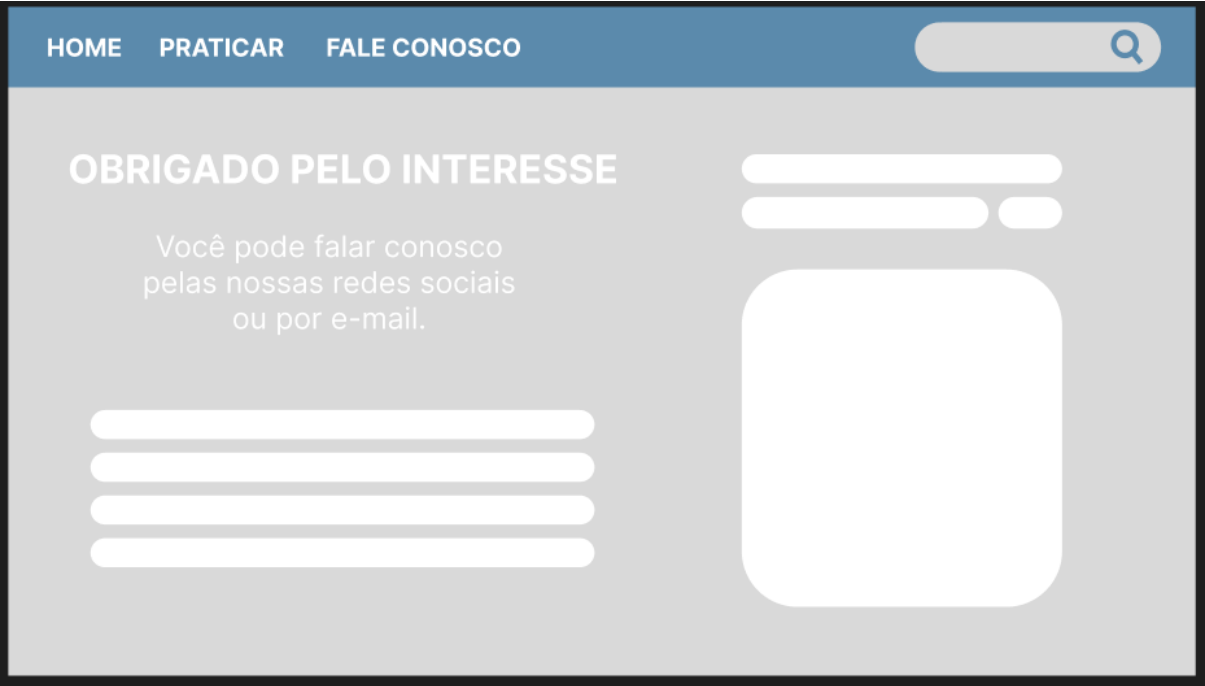 HOME PRATICAR FALE CONOSCO
OBRIGADO PELO INTERESSE
Você pode falar conosco
pelas nossas redes sociais
ou por e-mail.